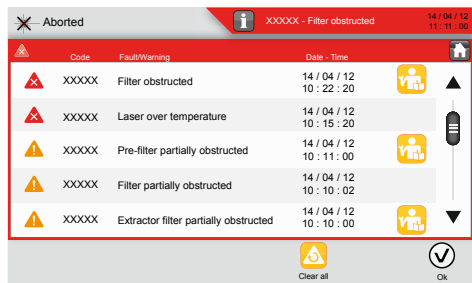 Aborted
XXXXX - Filter obstructed
14 / 04 / 12
11 : 11 : 00
Code Fault/Warning Date - Time
XXXXX Filter obstructed 14 / 04 / 12
10 : 22 : 20
XXXXX Laser over temperature 14 / 04 / 12
10 : 15 : 20
XXXXX Pre-filter partially obstructed 14 / 04 / 12
10 : 11 : 00
XXXXX Filter partially obstructed 14 / 04 / 12
10 : 10 : 02
XXXXX Extractor filter partially obstructed 14 / 04 / 12
10 : 10 : 00
Clear all
Ok